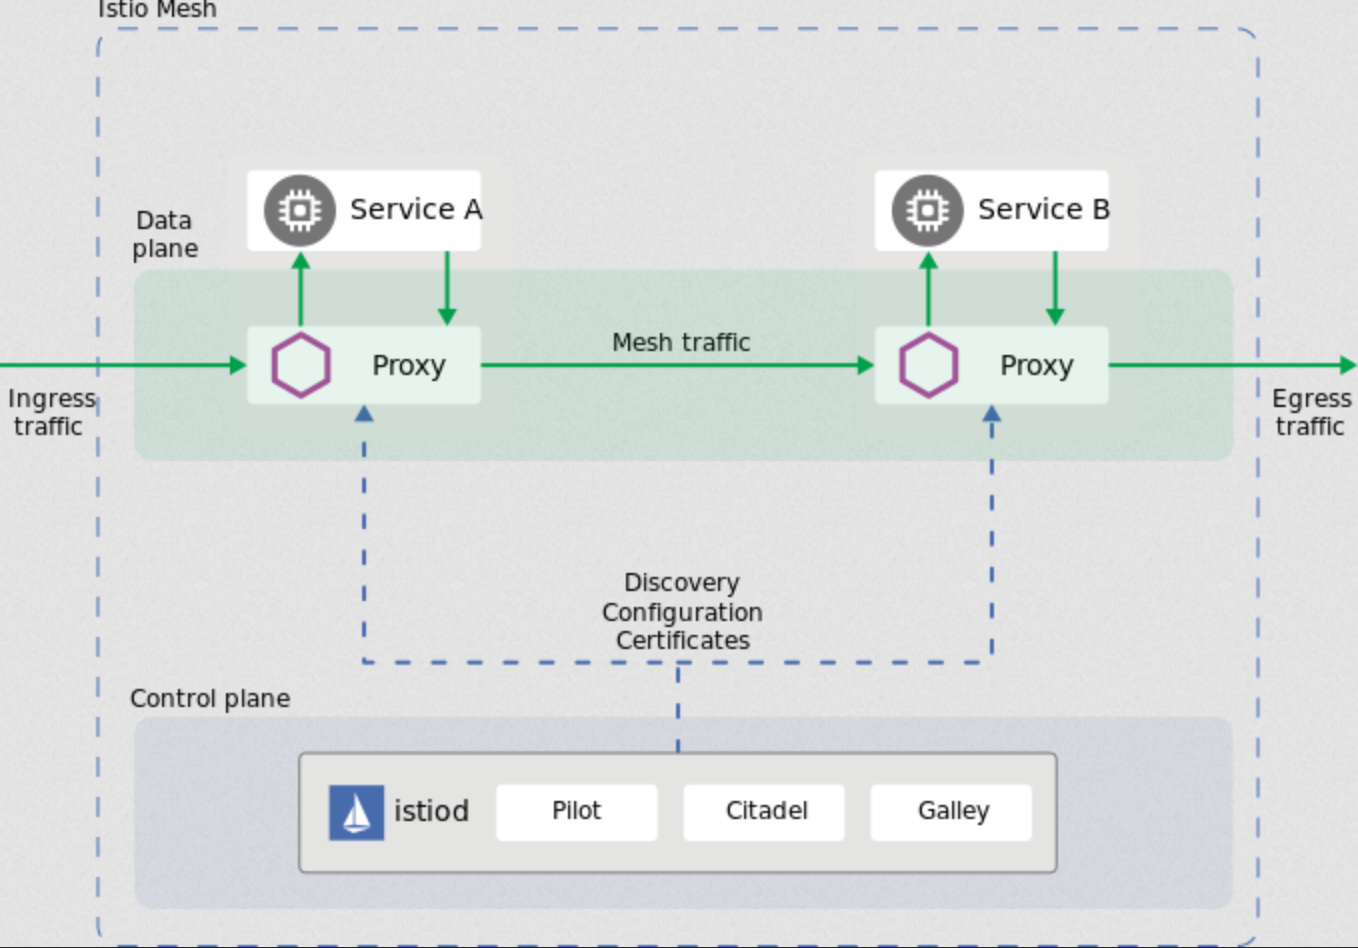 Istio Mesh
Data
plane
Service A
Service B
Proxy
Mesh traffic
Proxy
Ingress
traffic
Egress
traffic
Discovery
Configuration
Certificates
Control plane
istiod
Pilot
Citadel
Galley